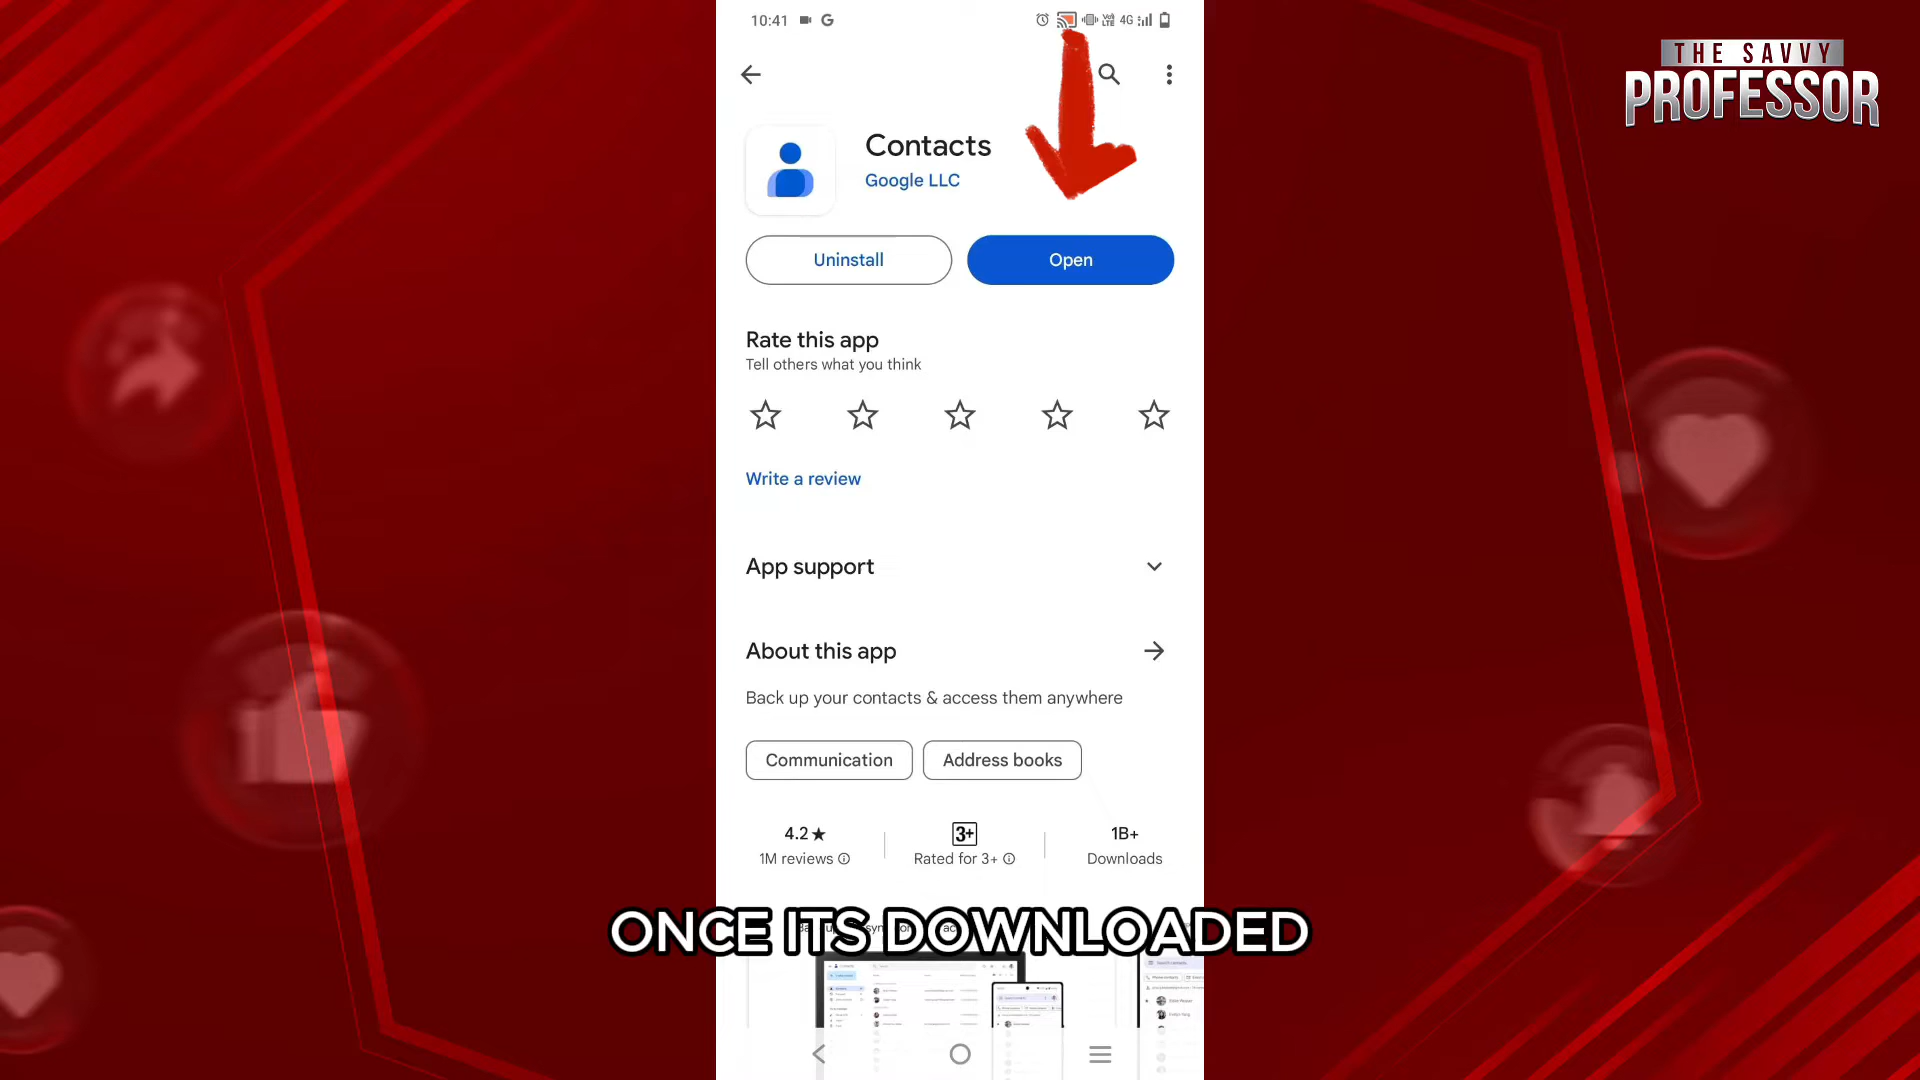 10:41
4G
THE SAVVY
PROFESSOR
Contacts
Google LLC
Uninstall
Open
Rate this app
Tell others what you think
Write a review
App support
About this app
Back up your contacts & access them anywhere
Communication
Address books
4.2★
3+
1B+
1M reviews
Rated for 3+
Downloads
ONCE ITS DOWNLOADED